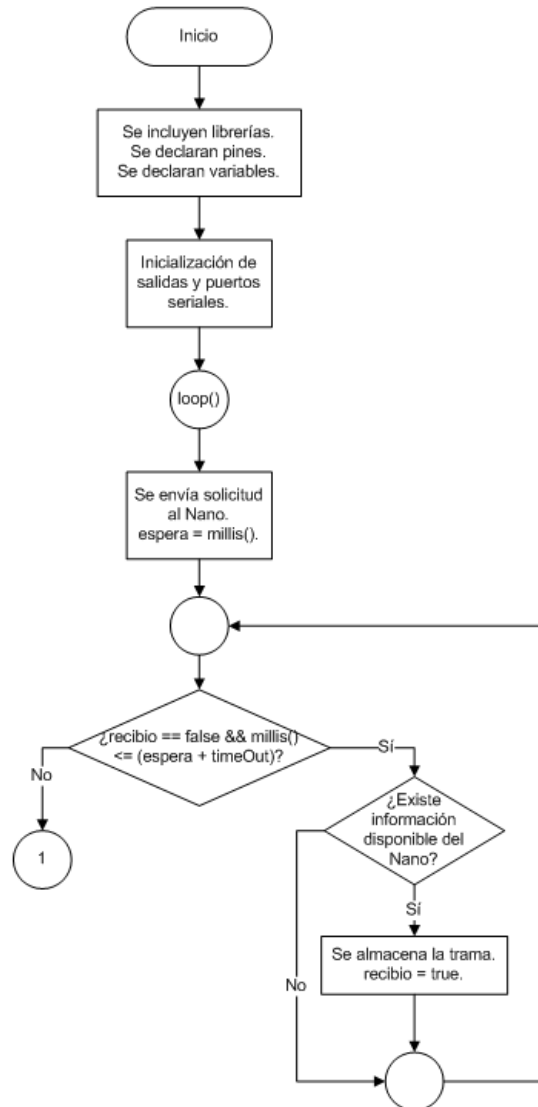 Inicio
Se incluyen librerías.
Se declaran pines.
Se declaran variables.
Inicialización de
salidas y puertos
seriales.
loop()
Se envía solicitud
al Nano.
espera = millis().
¿recibio == false && millis()
<= (espera + timeOut)?
No
Sí
1
¿Existe
información
disponible del
Nano?
Sí
Se almacena la trama.
recibio = true.
No